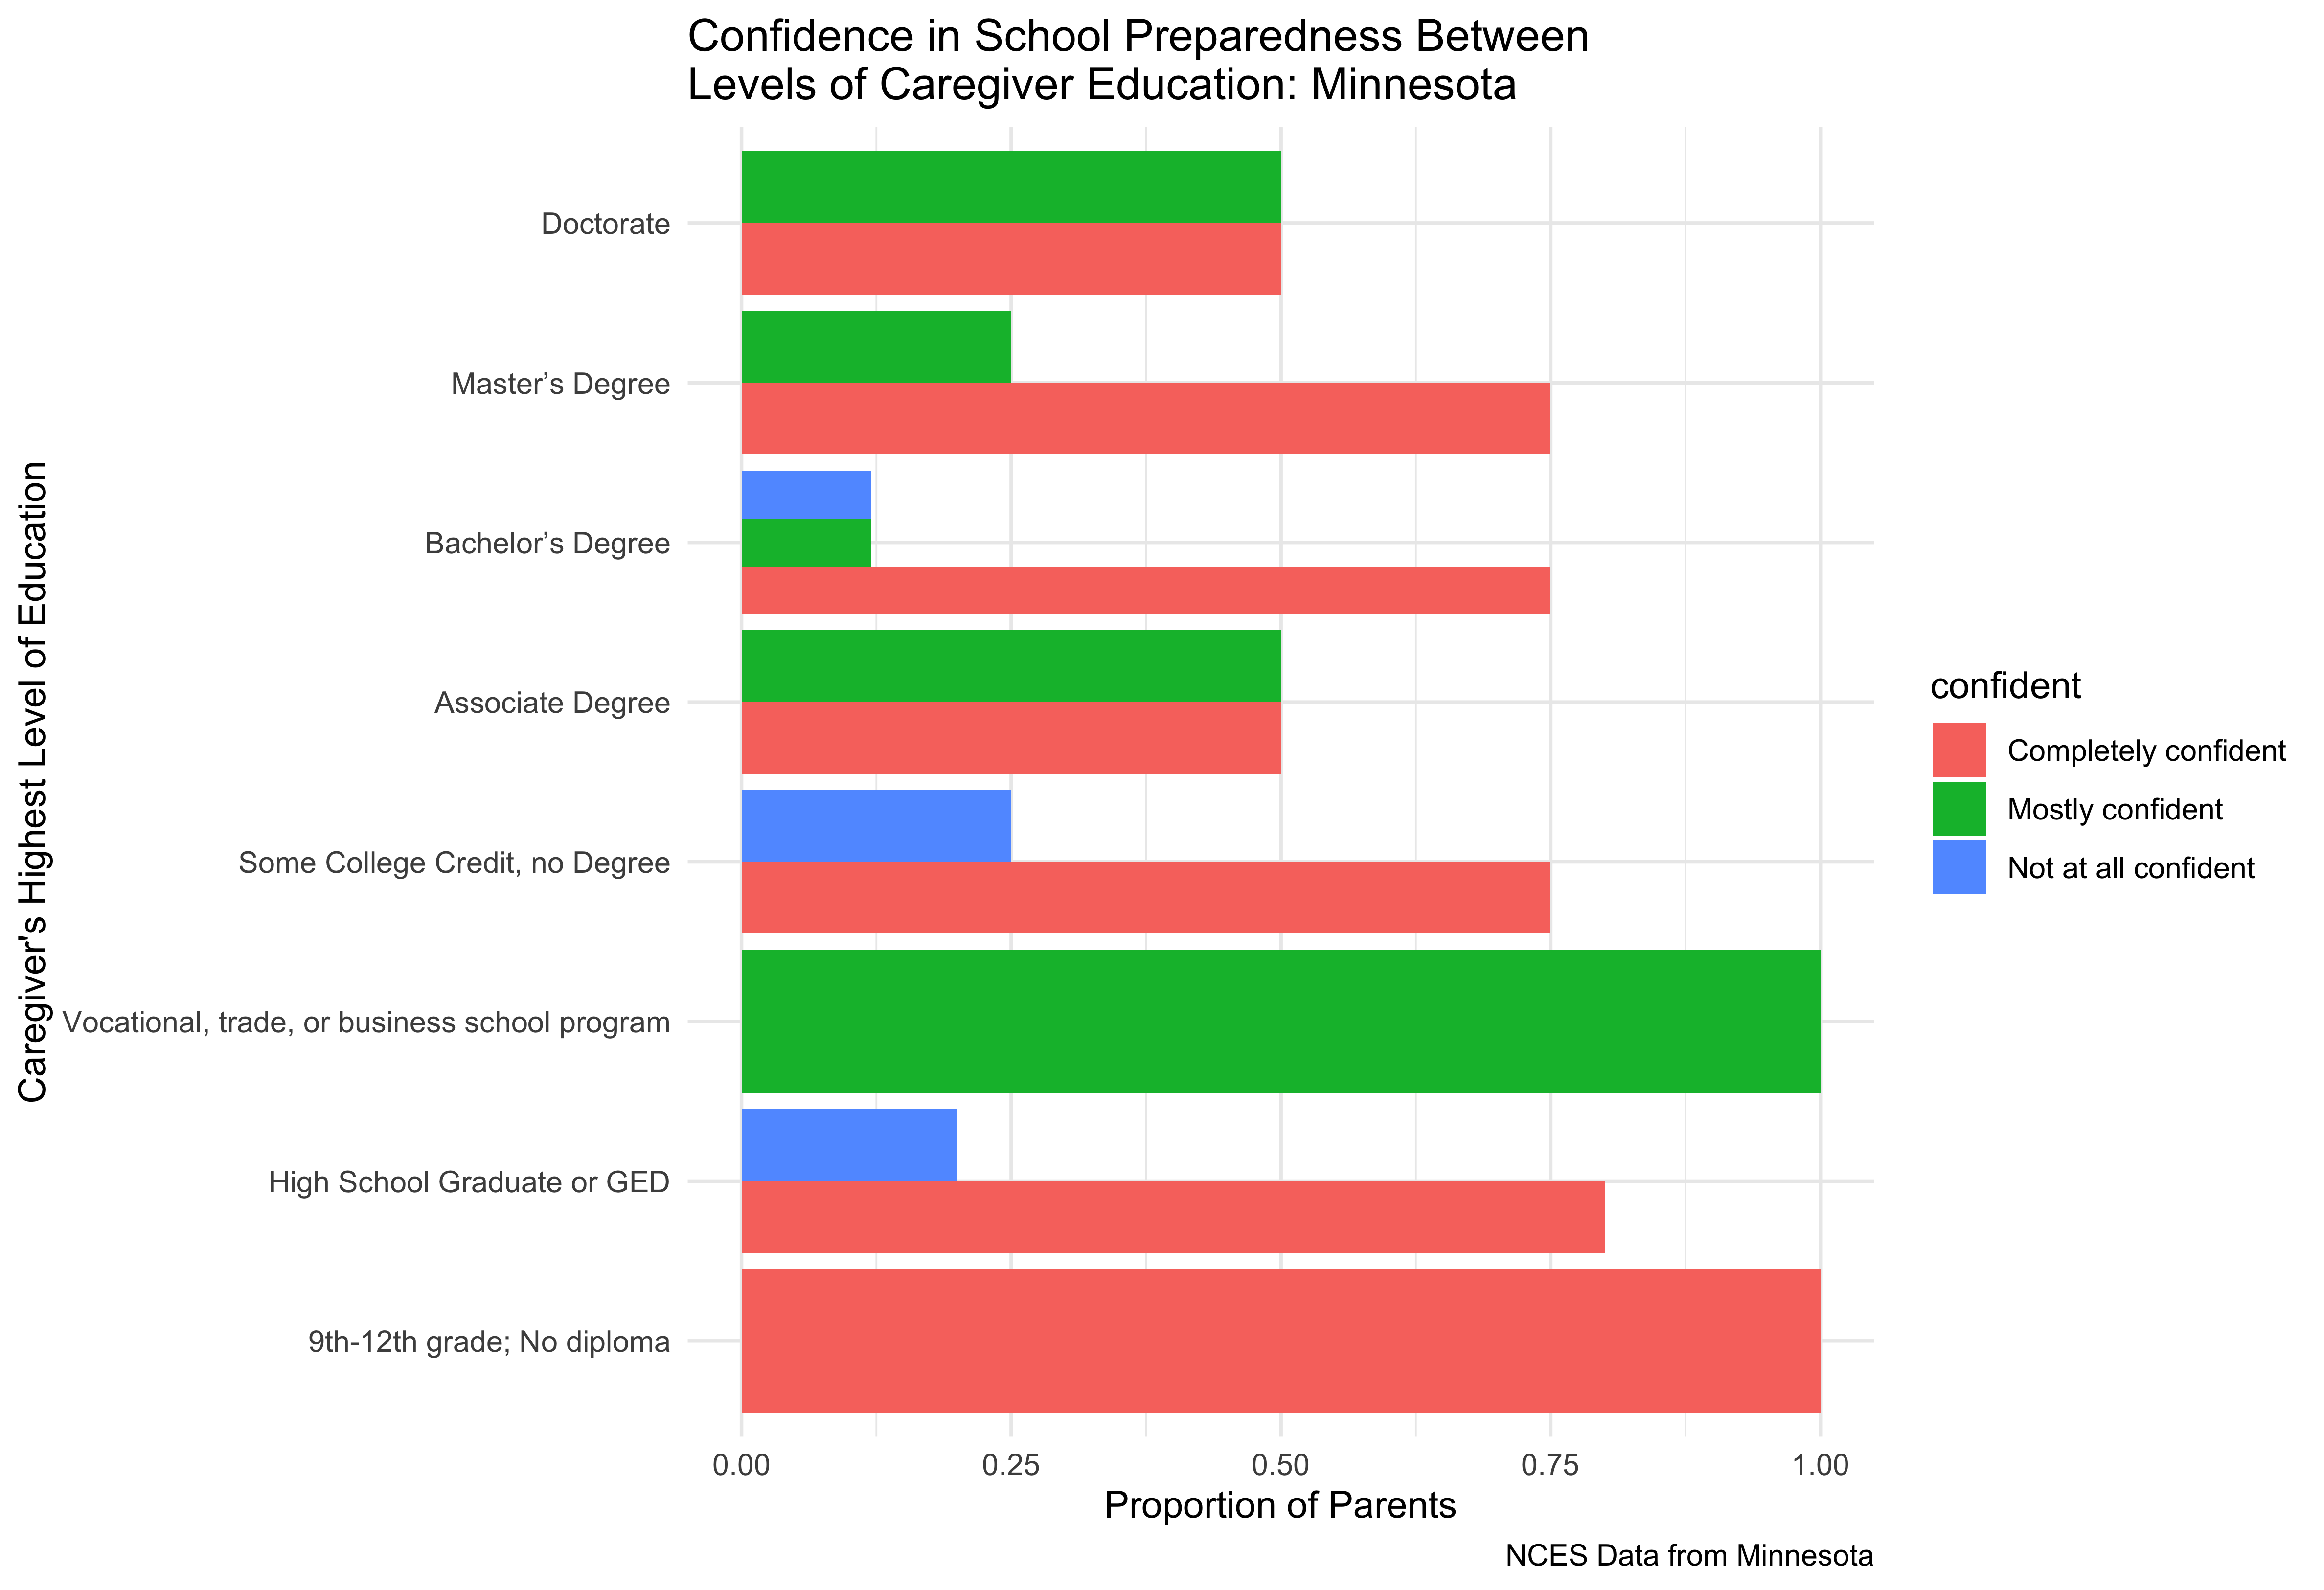 Confidence in School Preparedness Between
Levels of Caregiver Education: Minnesota
Caregiver's Highest Level of Education
Doctorate
Master’s Degree
Bachelor’s Degree
Associate Degree
Some College Credit, no Degree
Vocational, trade, or business school program
High School Graduate or GED
9th-12th grade; No diploma
0.00 0.25 0.50 0.75 1.00
Proportion of Parents
NCES Data from Minnesota
confident
Completely confident
Mostly confident
Not at all confident